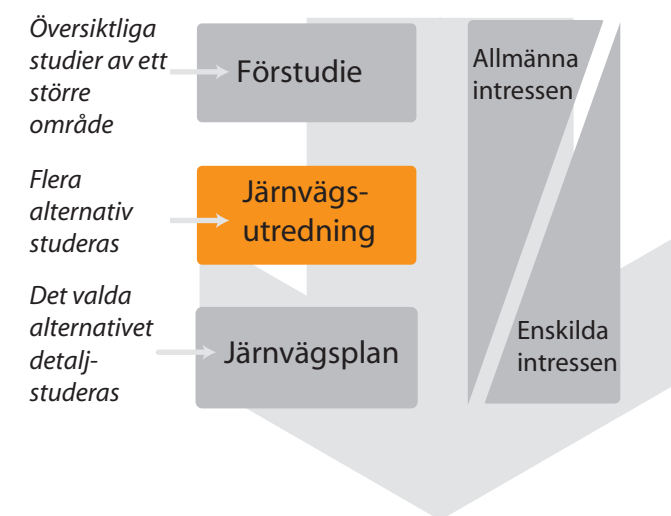 Översiktliga
studier av ett
större
område
Förstudie
Allmänna
intressen
Flera
alternativ
studeras
Järnvägs-
utredning
Det valda
alternativet
detalj-
studeras
Järnvägsplan
Enskilda
intressen